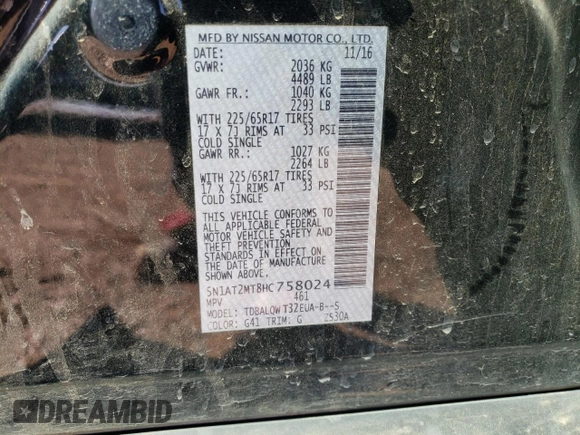 MFD BY NISSAN MOTOR CO., LTD.
DATE: 11/16
GVWR: 2036 KG
4489 LB
GAWR FR.: 1040 KG
2293 LB
WITH 225/65R17 TIRES
17 X 7J RIMS AT 33 PSI
COLD SINGLE
GAWR RR.: 1027 KG
2264 LB
WITH 225/65R17 TIRES
17 X 7J RIMS AT 33 PSI
COLD SINGLE
THIS VEHICLE CONFORMS TO
ALL APPLICABLE FEDERAL
MOTOR VEHICLE SAFETY AND
THEFT PREVENTION
STANDARDS IN EFFECT ON
THE DATE OF MANUFACTURE
SHOWN ABOVE.
5N1AT2MT8HC758024
MPV 461
MODEL: TDBALQW T32EUA-B--S
COLOR: G41 TRIM: G 2S30A
DREAMBID